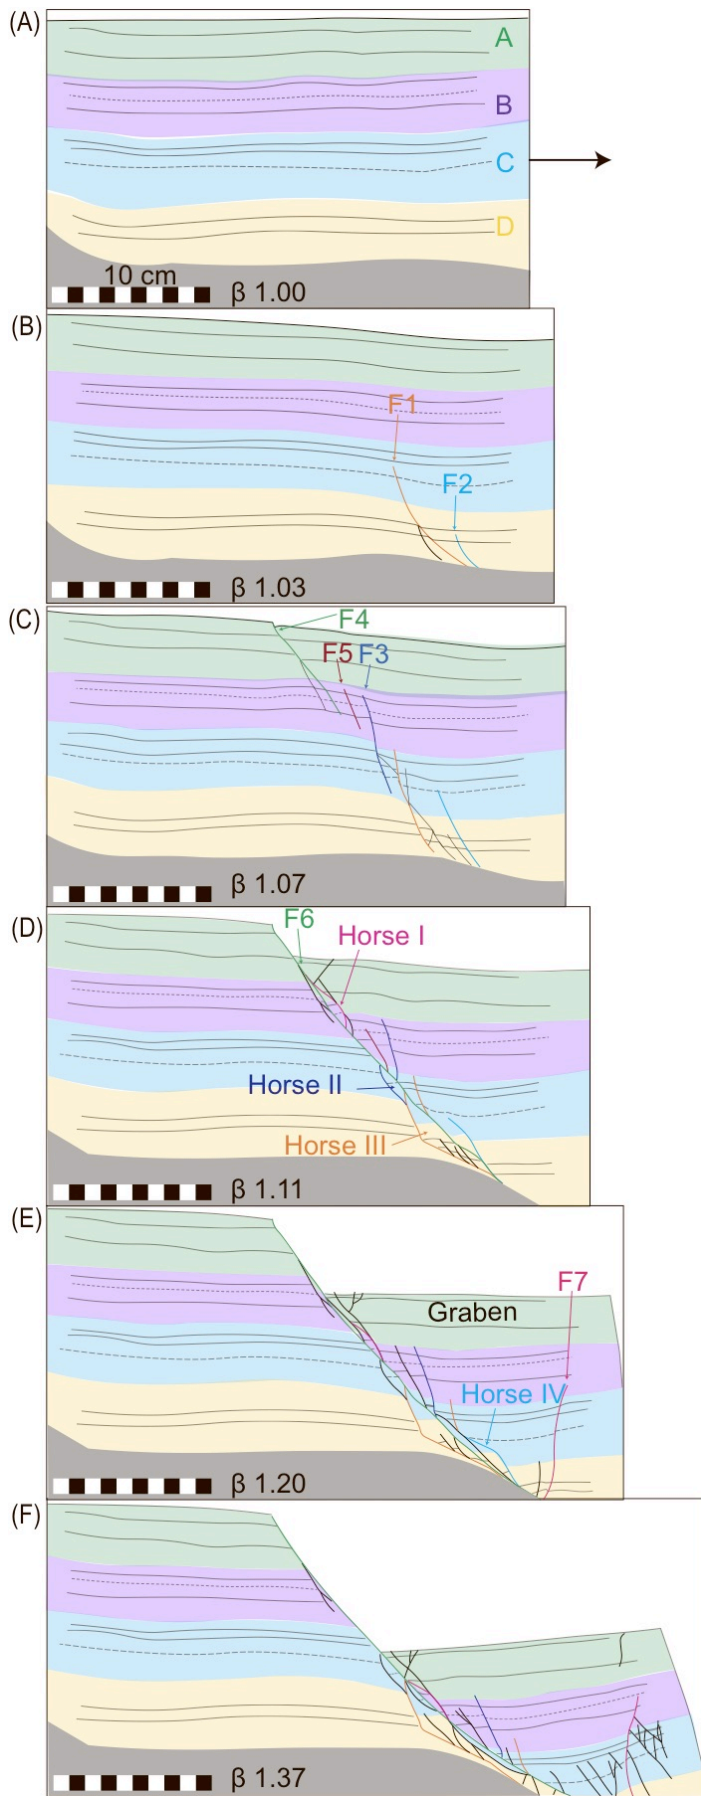 (A)
A
B
C
D
10 cm
β 1.00
(B)
F1
F2
β 1.03
(C)
F4
F5 F3
β 1.07
(D)
F6
Horse I
Horse II
Horse III
β 1.11
(E)
F7
Graben
Horse IV
β 1.20
(F)
β 1.37